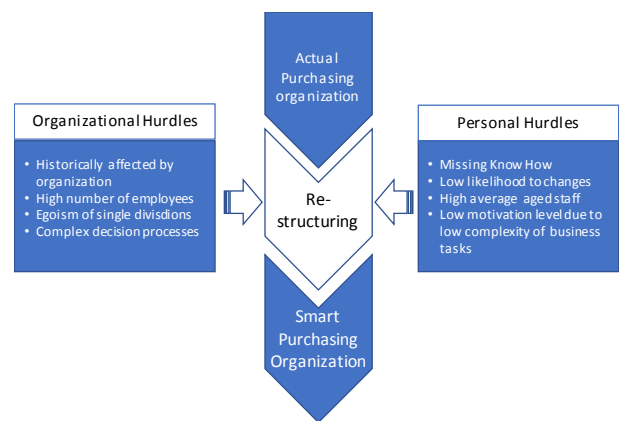 Actual
Purchasing
organization
Organizational Hurdles
• Historically affected by
organization
• High number of employees
• Egoism of single divisdions
• Complex decision processes
Re-
structuring
Personal Hurdles
• Missing Know How
• Low likelihood to changes
• High average aged staff
• Low motivation level due to
low complexity of business
tasks
Smart
Purchasing
Organization